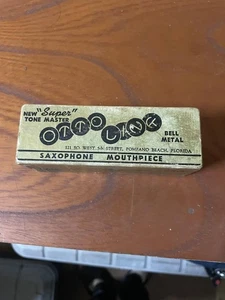 NEW "Super"
TONE MASTER
OTTO LINK
BELL
METAL
121 SO. WEST 5th STREET, POMPANO BEACH, FLORIDA
SAXOPHONE MOUTHPIECE